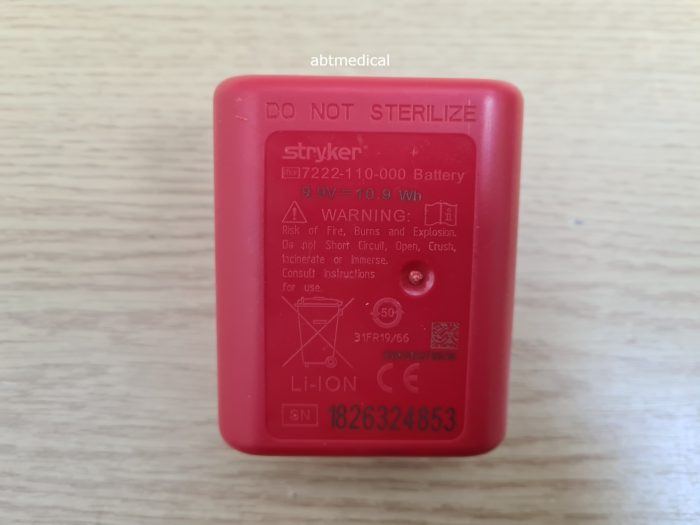 abtmedical
DO NOT STERILIZE
stryker
REF 7222-110-000 Battery
9.9V⎓10.9 Wh
WARNING:
Risk of Fire, Burns and Explosion.
Do not Short Circuit, Open, Crush,
Incinerate or Immerse.
Consult Instructions
for use.
50
31FR19/66
Li-ION CE
SN 1826324853